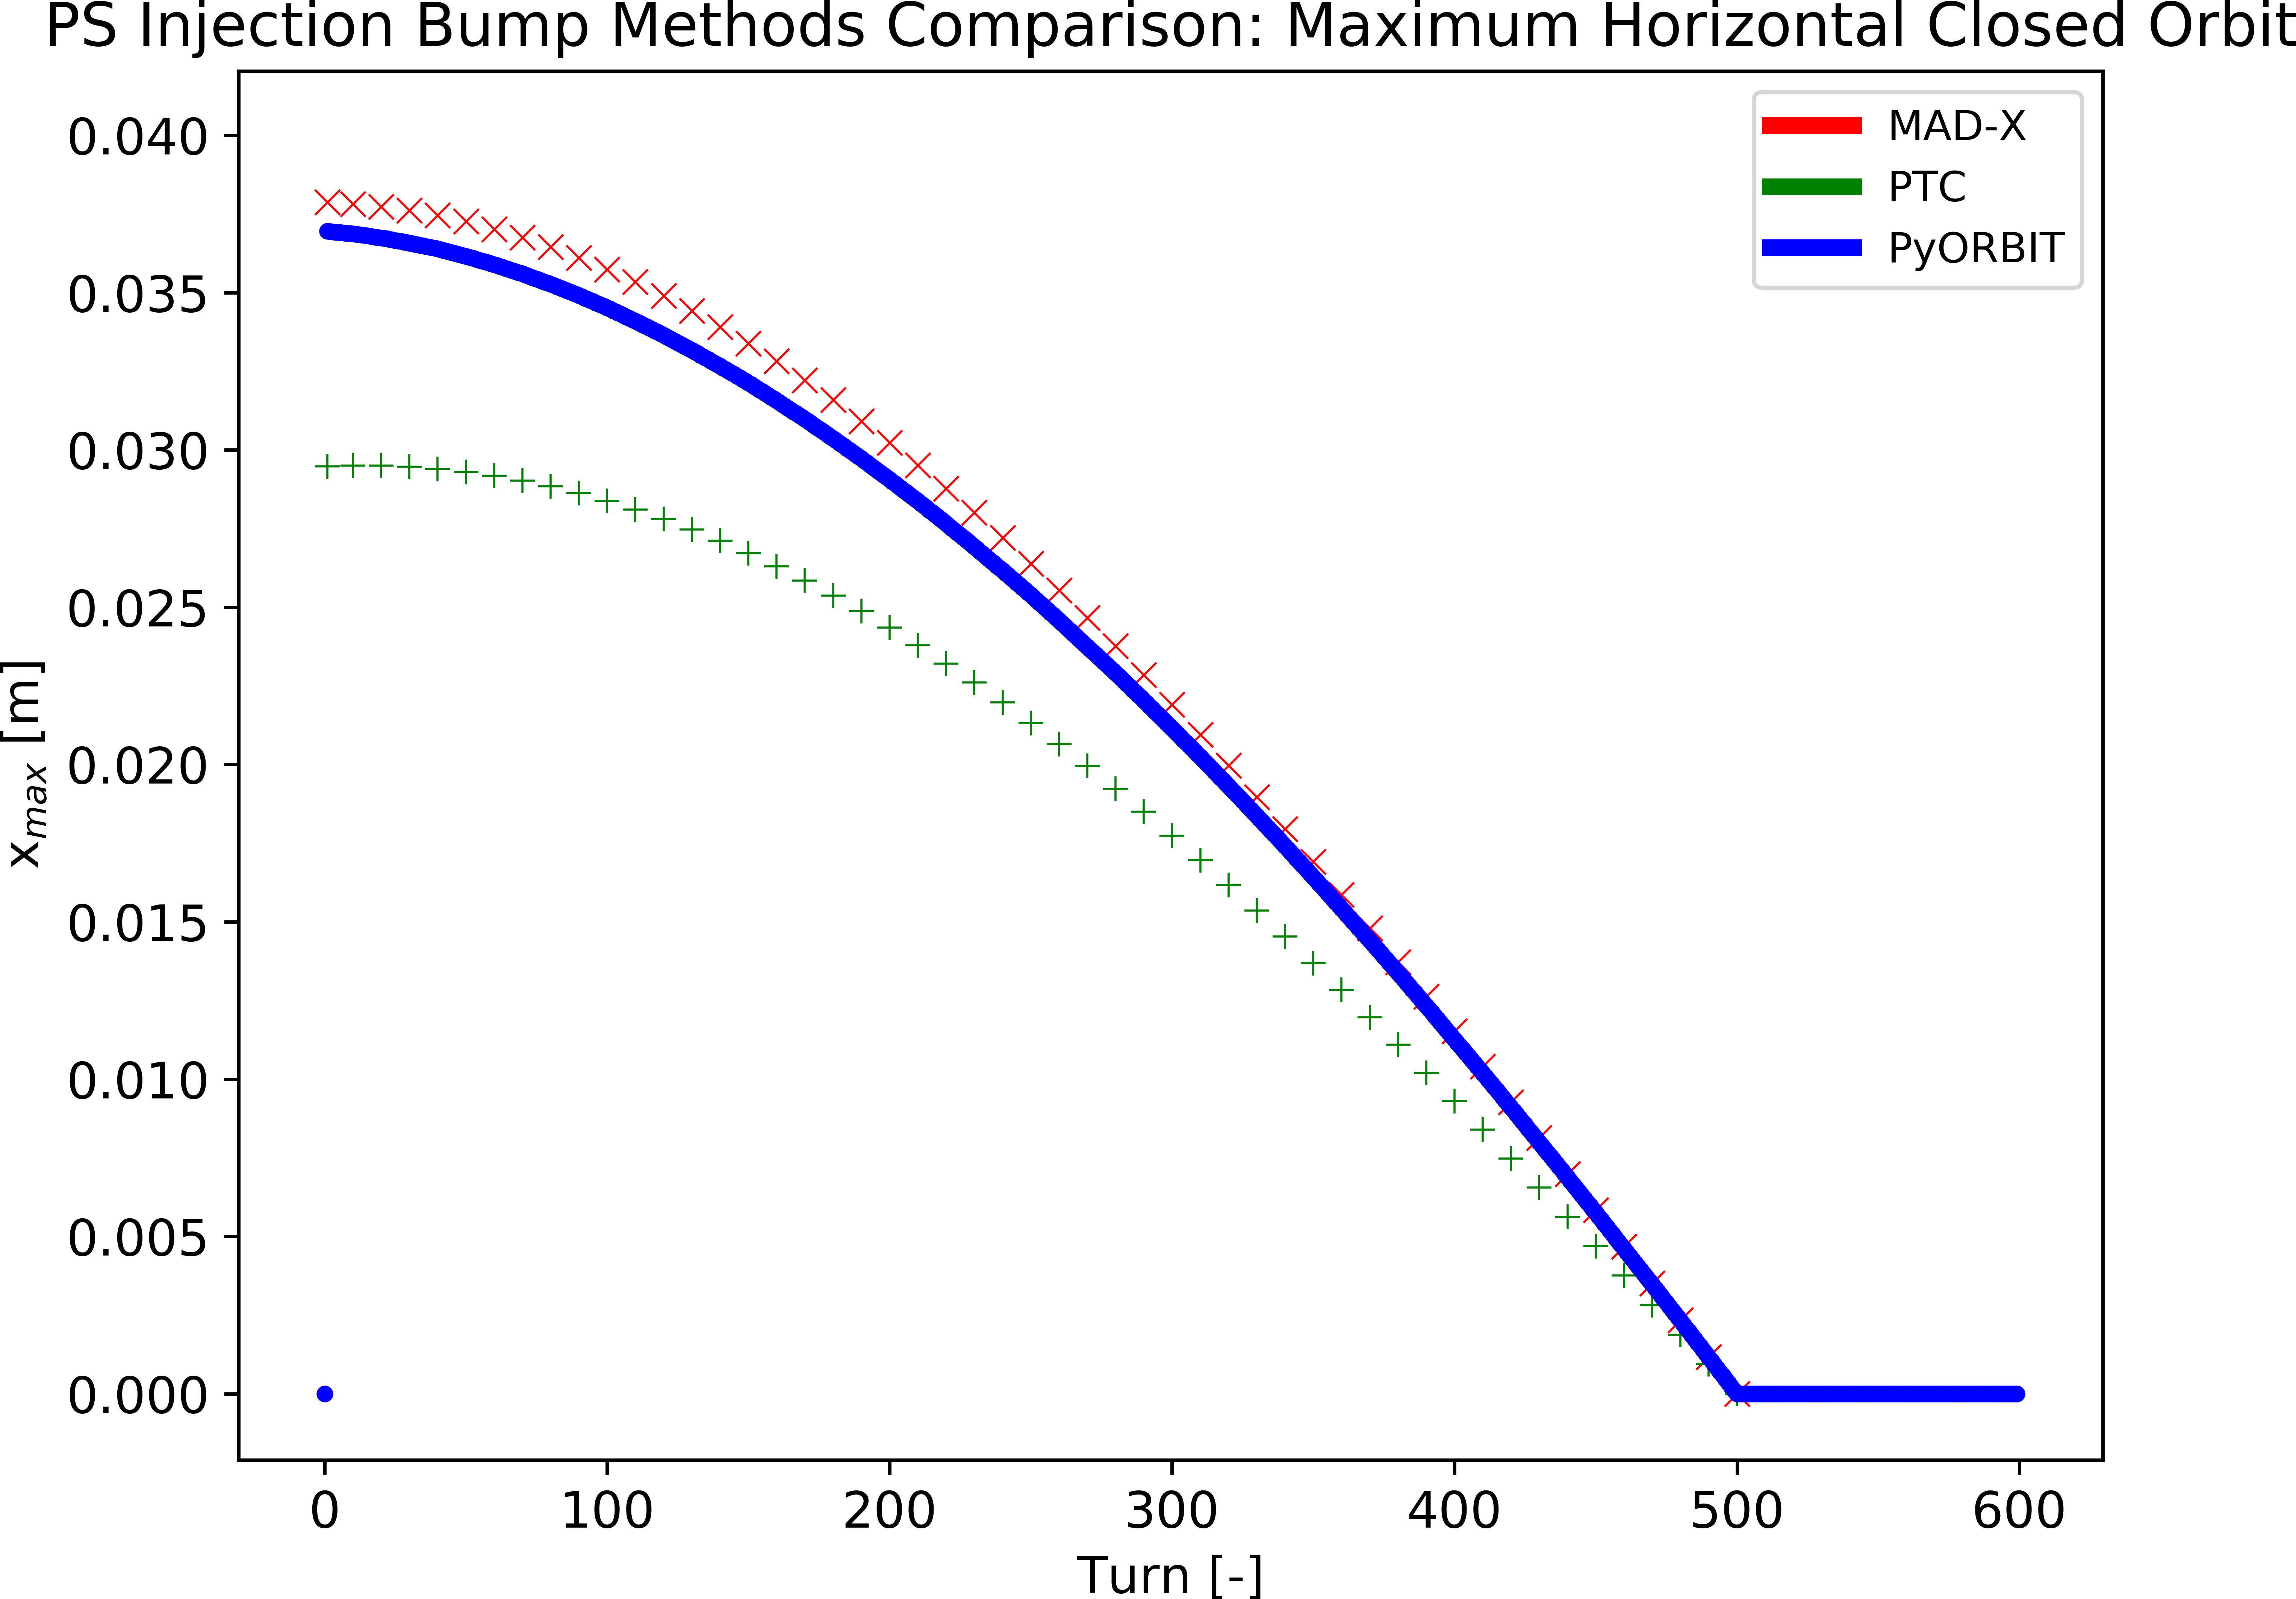 PS Injection Bump Methods Comparison: Maximum Horizontal Closed Orbit
MAD-X
PTC
PyORBIT
0.040
0.035
0.030
0.025
0.020
0.015
0.010
0.005
0.000
x_max [m]
0 100 200 300 400 500 600
Turn [-]